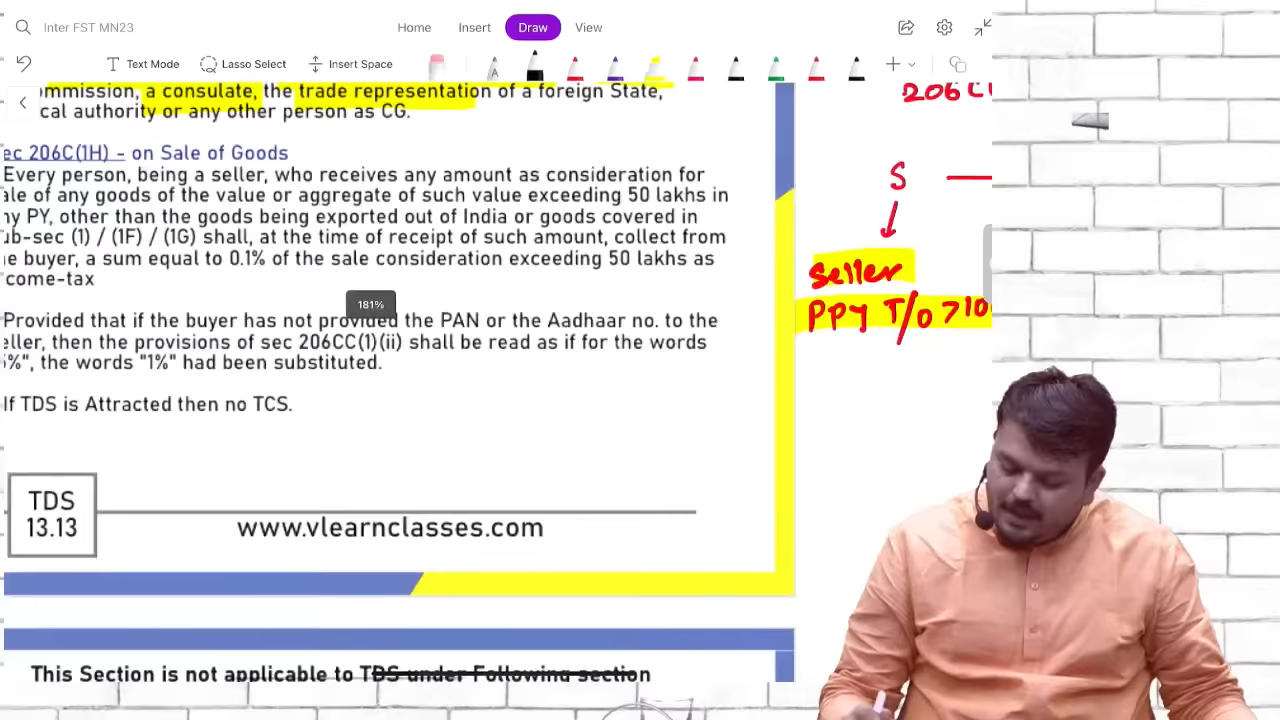 Inter FST MN23
Home
Insert
Draw
View
Text Mode
Lasso Select
Insert Space
mmission, a consulate, the trade representation of a foreign State,
cal authority or any other person as CG.
ec 206C(1H) - on Sale of Goods
Every person, being a seller, who receives any amount as consideration for
ale of any goods of the value or aggregate of such value exceeding 50 lakhs in
ny PY, other than the goods being exported out of India or goods covered in
ub-sec (1) / (1F) / (1G) shall, at the time of receipt of such amount, collect from
e buyer, a sum equal to 0.1% of the sale consideration exceeding 50 lakhs as
come-tax
181%
Provided that if the buyer has not provided the PAN or the Aadhaar no. to the
eller, then the provisions of sec 206CC(1)(ii) shall be read as if for the words
%", the words "1%" had been substituted.
If TDS is Attracted then no TCS.
TDS
13.13
www.vlearnclasses.com
This Section is not applicable to TDS under Following section
206C
S
Seller
PPY T/O 710